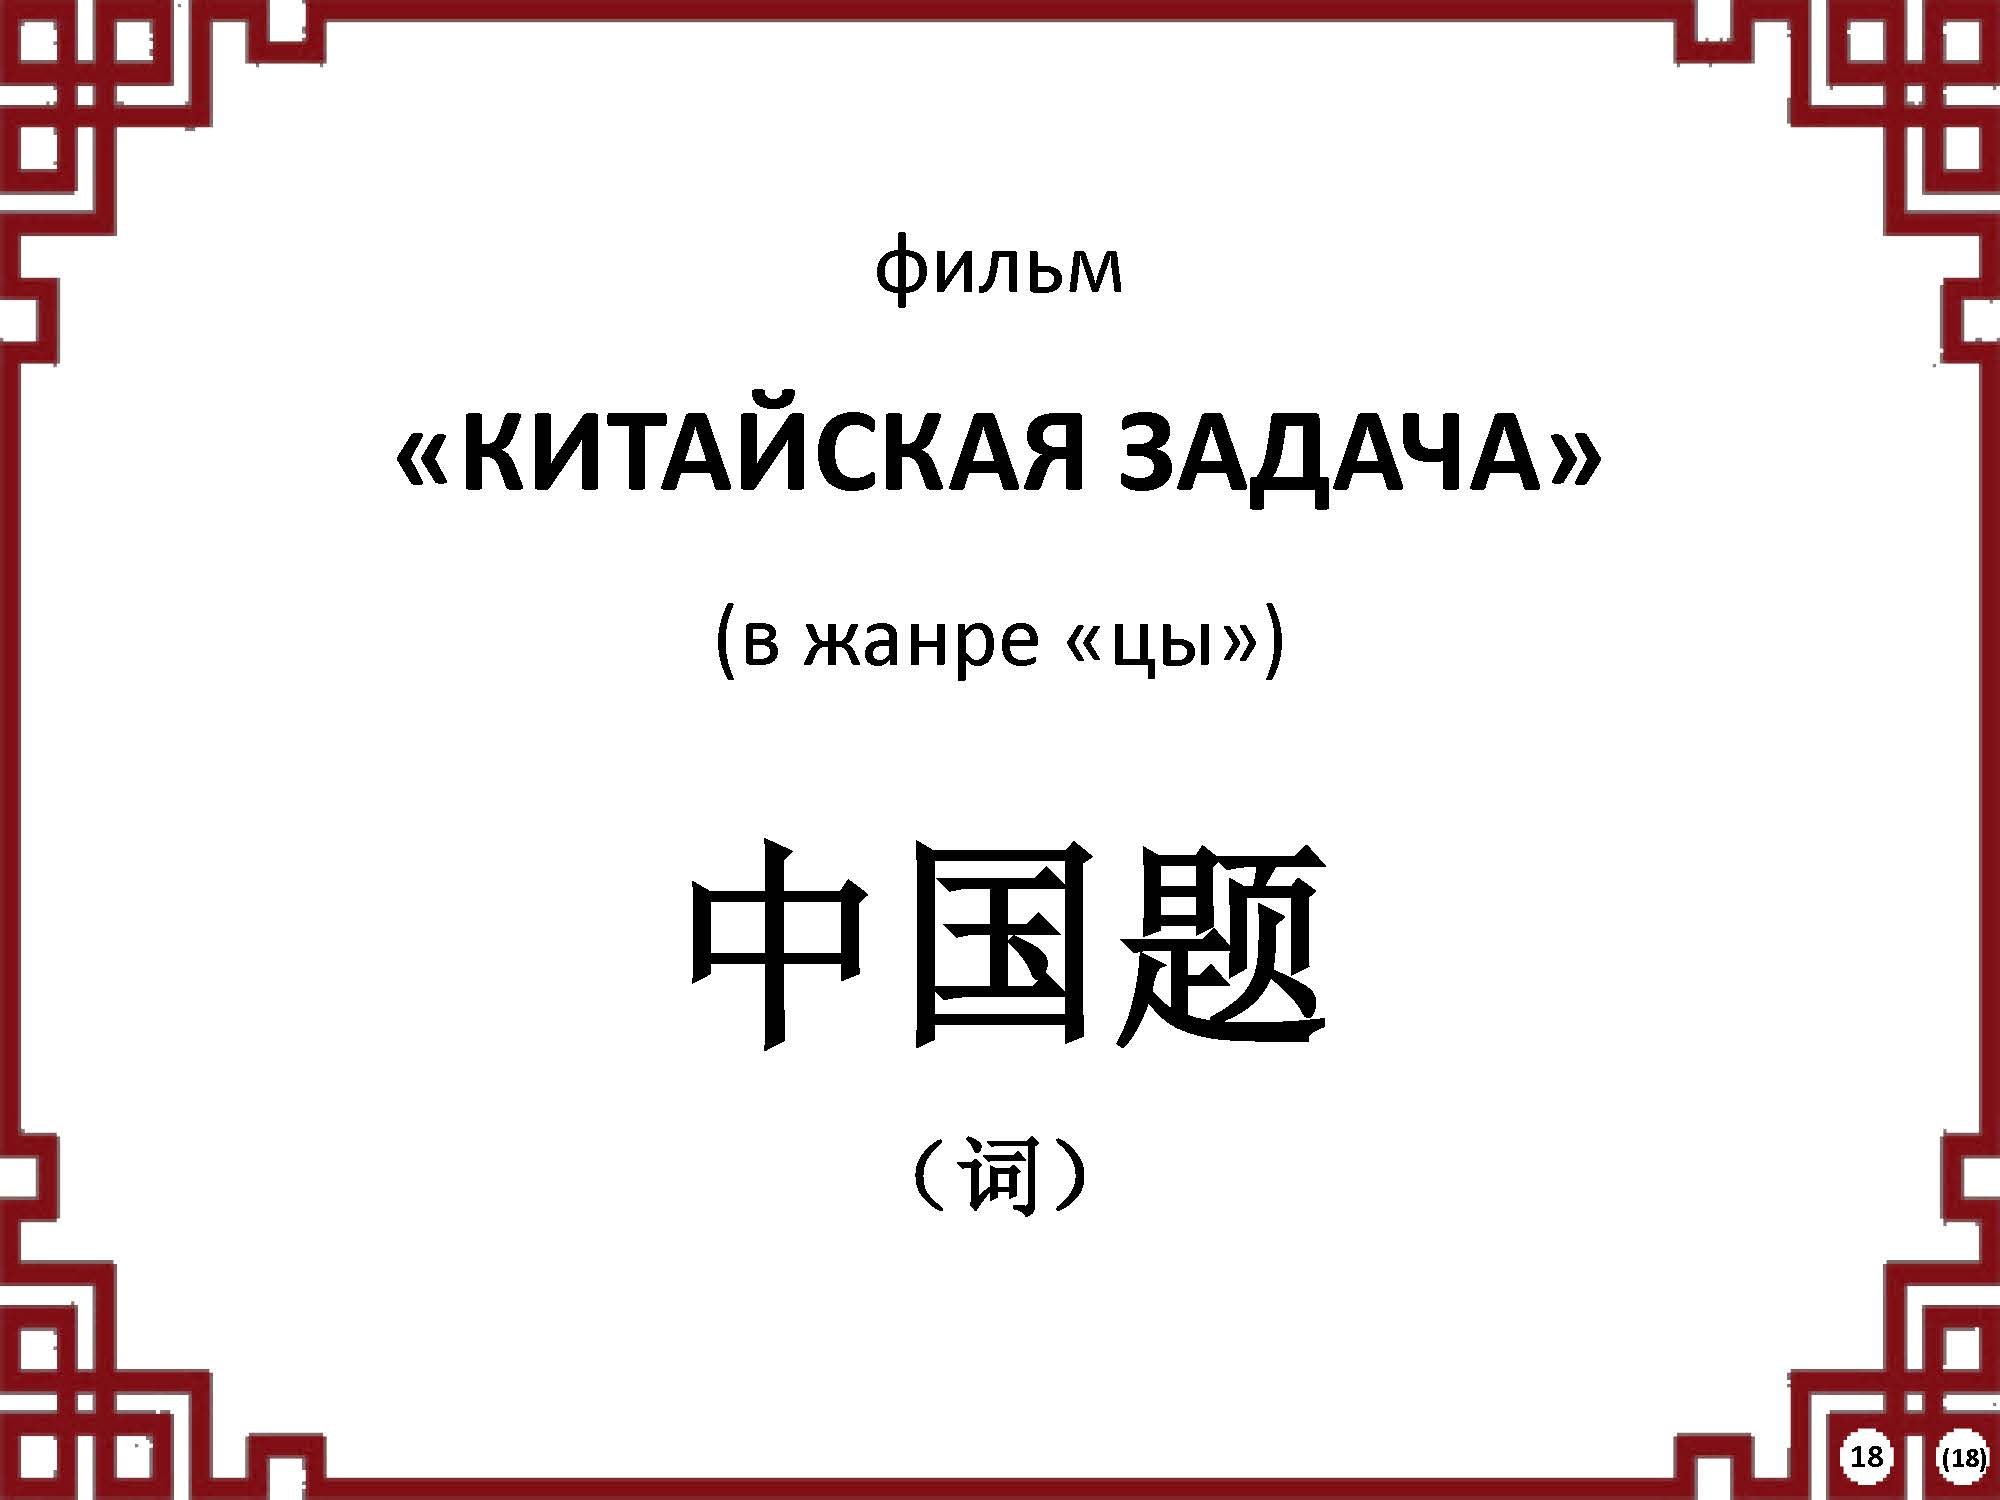 фильм
«КИТАЙСКАЯ ЗАДАЧА»
(в жанре «цы»)
中国题
（词）
18 (18)